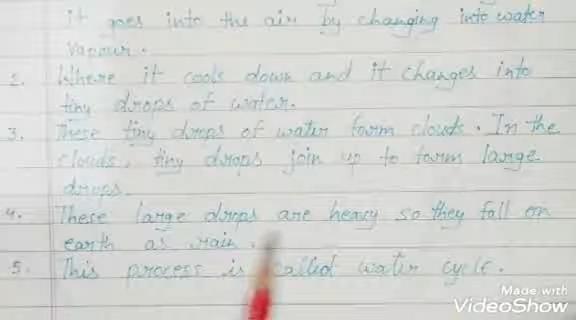 it goes into the air by changing into water
vapour.
2. Where it cools down and it changes into
tiny drops of water.
3. These tiny drops of water form clouds. In the
clouds, tiny drops join up to form large
drops.
4. These large drops are heavy so they fall on
earth as rain.
5. This process is called water cycle.
Made with
VideoShow